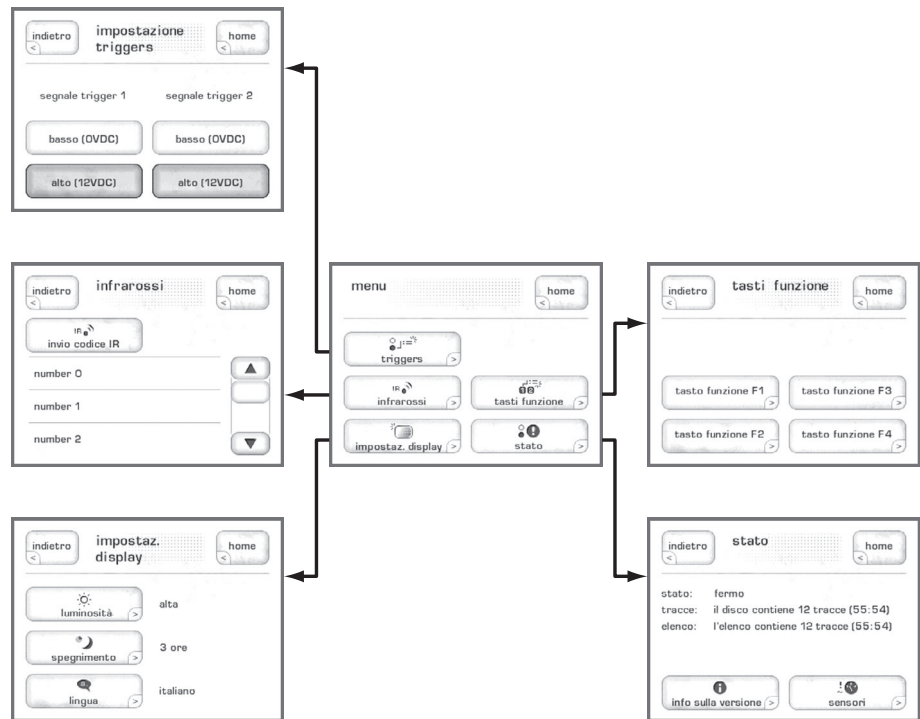 indietro
impostazione
triggers
home
segnale trigger 1 segnale trigger 2
basso (0VDC) basso (0VDC)
alto (12VDC) alto (12VDC)
indietro infrarossi home
IR
invio codice IR
number 0
number 1
number 2
menu home
triggers
IR
infrarossi tasti funzione
impostaz. display stato
indietro tasti funzione home
tasto funzione F1 tasto funzione F3
tasto funzione F2 tasto funzione F4
indietro
impostaz.
display
home
luminosità alta
spegnimento 3 ore
lingua italiano
indietro stato home
stato: fermo
tracce: il disco contiene 12 tracce (55:54)
elenco: l'elenco contiene 12 tracce (55:54)
info sulla versione sensori